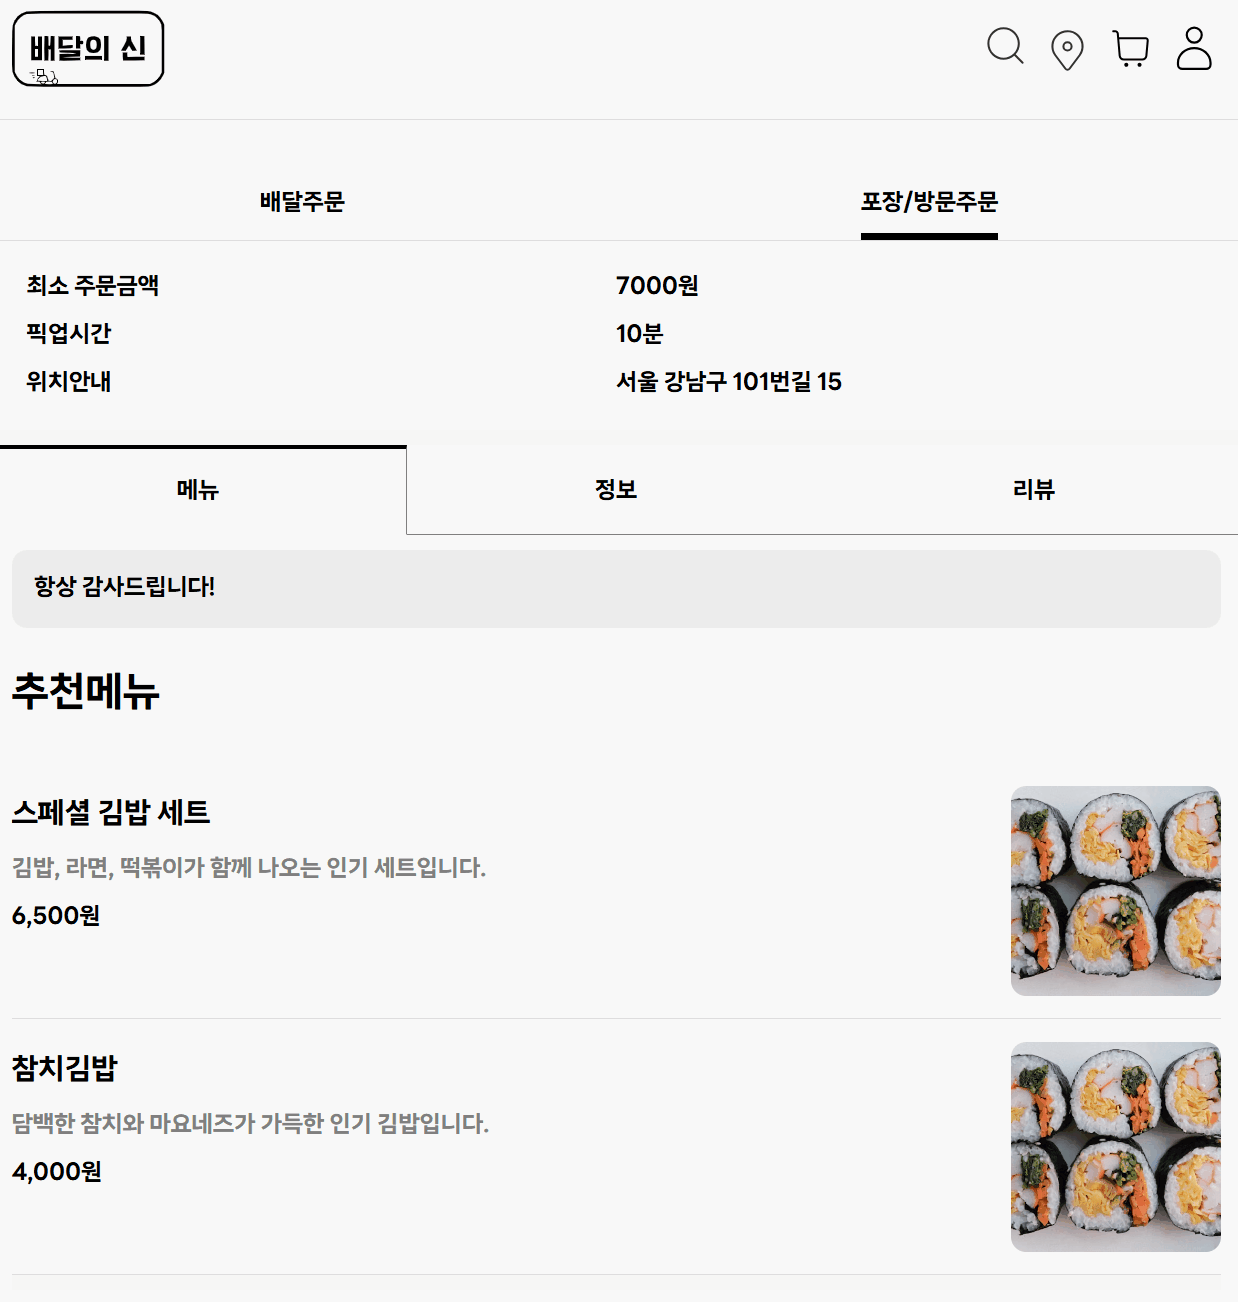 배달의 신
배달주문
포장/방문주문
최소 주문금액
7000원
픽업시간
10분
위치안내
서울 강남구 101번길 15
메뉴
정보
리뷰
항상 감사드립니다!
추천메뉴
스페셜 김밥 세트
김밥, 라면, 떡볶이가 함께 나오는 인기 세트입니다.
6,500원
참치김밥
담백한 참치와 마요네즈가 가득한 인기 김밥입니다.
4,000원